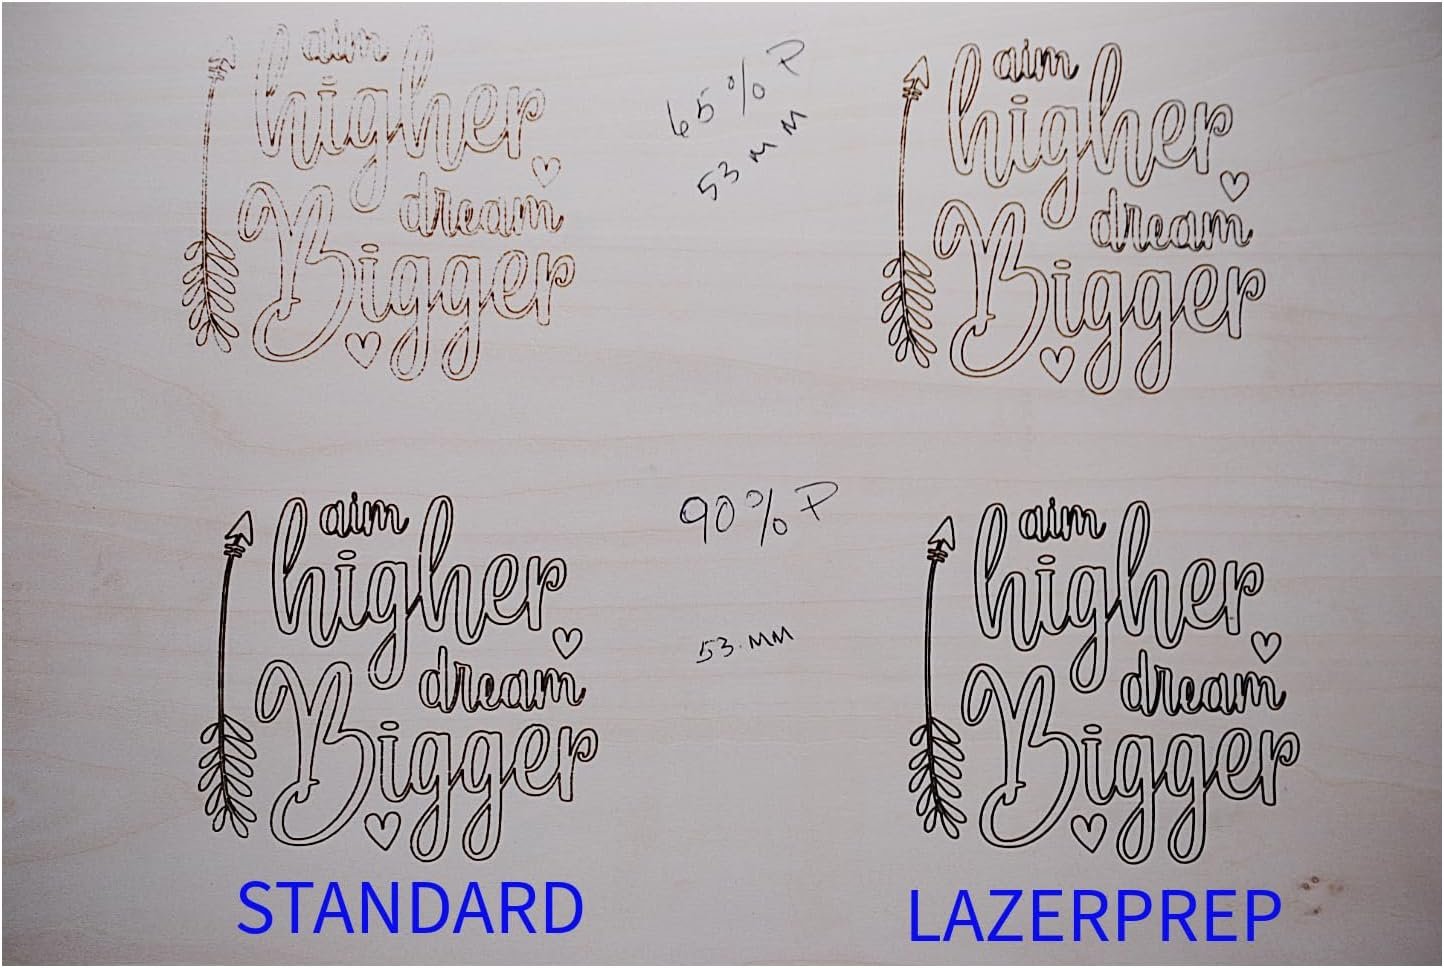 aim
higher
dream
Bigger
65% P
53 MM
aim
higher
dream
Bigger
aim
higher
dream
Bigger
90% P
53. MM
aim
higher
dream
Bigger
STANDARD
LAZERPREP